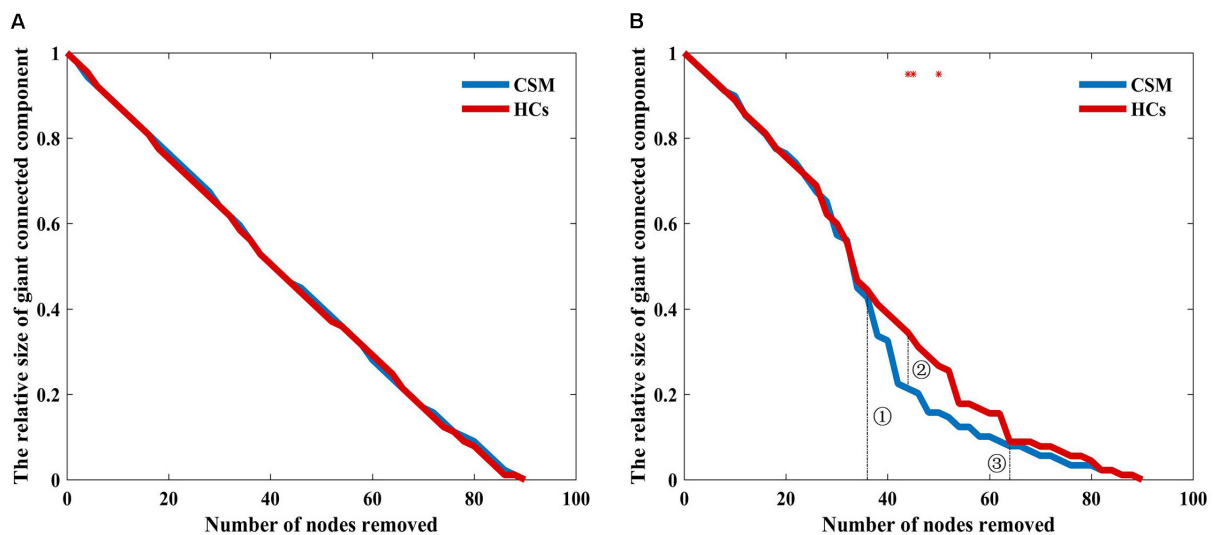 A
The relative size of giant connected component
1
0.8
0.6
0.4
0.2
0
0 20 40 60 80 100
Number of nodes removed
CSM
HCs
B
The relative size of giant connected component
1
0.8
0.6
0.4
0.2
0
0 20 40 60 80 100
Number of nodes removed
** *
CSM
HCs
①
②
③